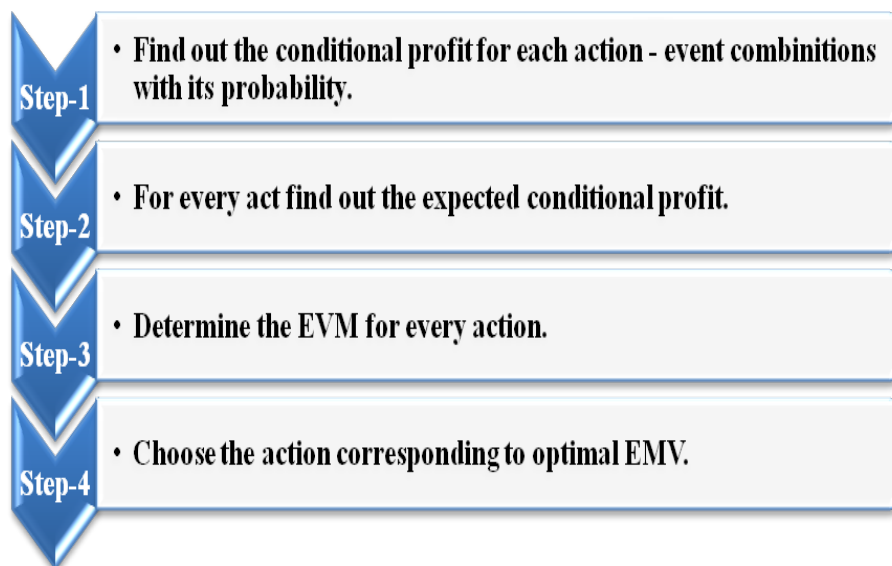 Step-1
• Find out the conditional profit for each action - event combinitions
with its probability.
Step-2
• For every act find out the expected conditional profit.
Step-3
• Determine the EVM for every action.
Step-4
• Choose the action corresponding to optimal EMV.